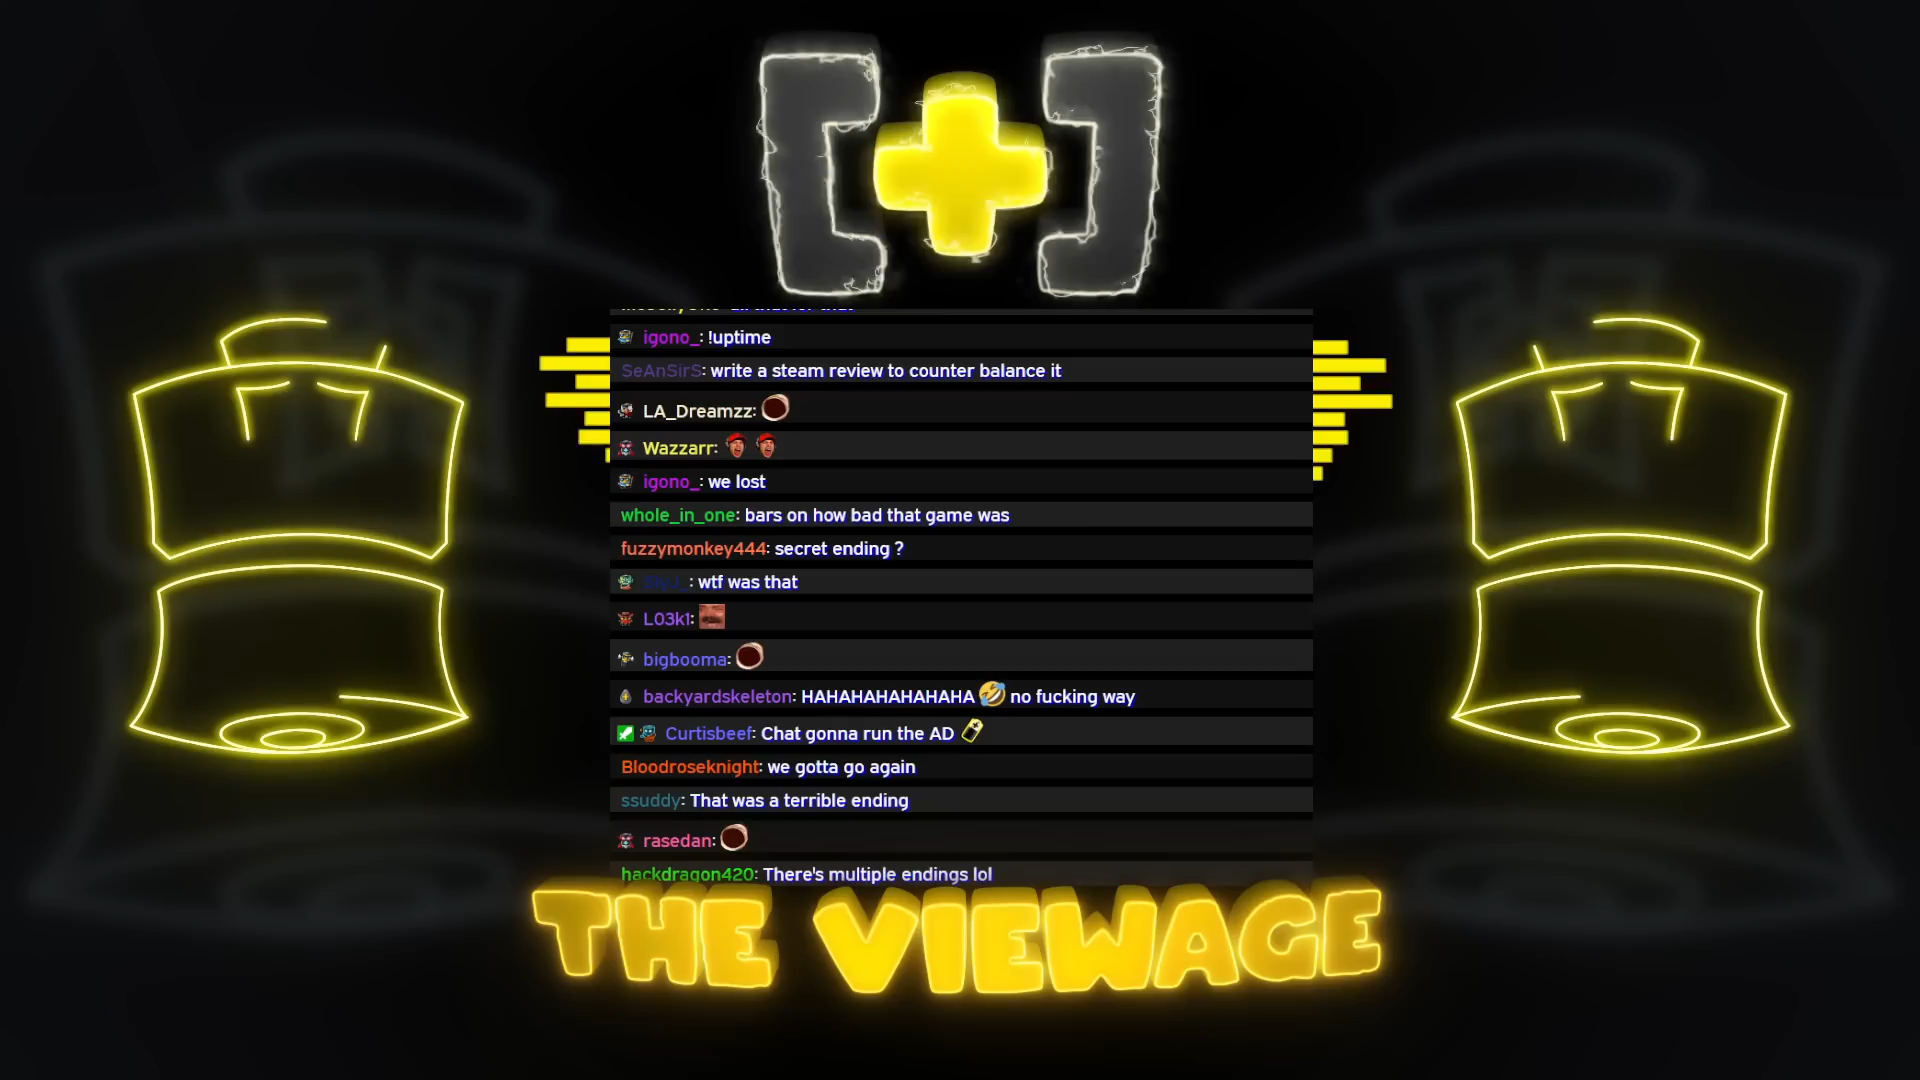 igono_: !uptime
SeAnSirS: write a steam review to counter balance it
LA_Dreamzz:
Wazzarr:
igono_: we lost
whole_in_one: bars on how bad that game was
fuzzymonkey444: secret ending ?
: wtf was that
L03k1:
bigbooma:
backyardskeleton: HAHAHAHAHAHAHA 🤣 no fucking way
Curtisbeef: Chat gonna run the AD
Bloodroseknight: we gotta go again
ssuddy: That was a terrible ending
rasedan:
hackdragon420: There's multiple endings lol
THE VIEWAGE